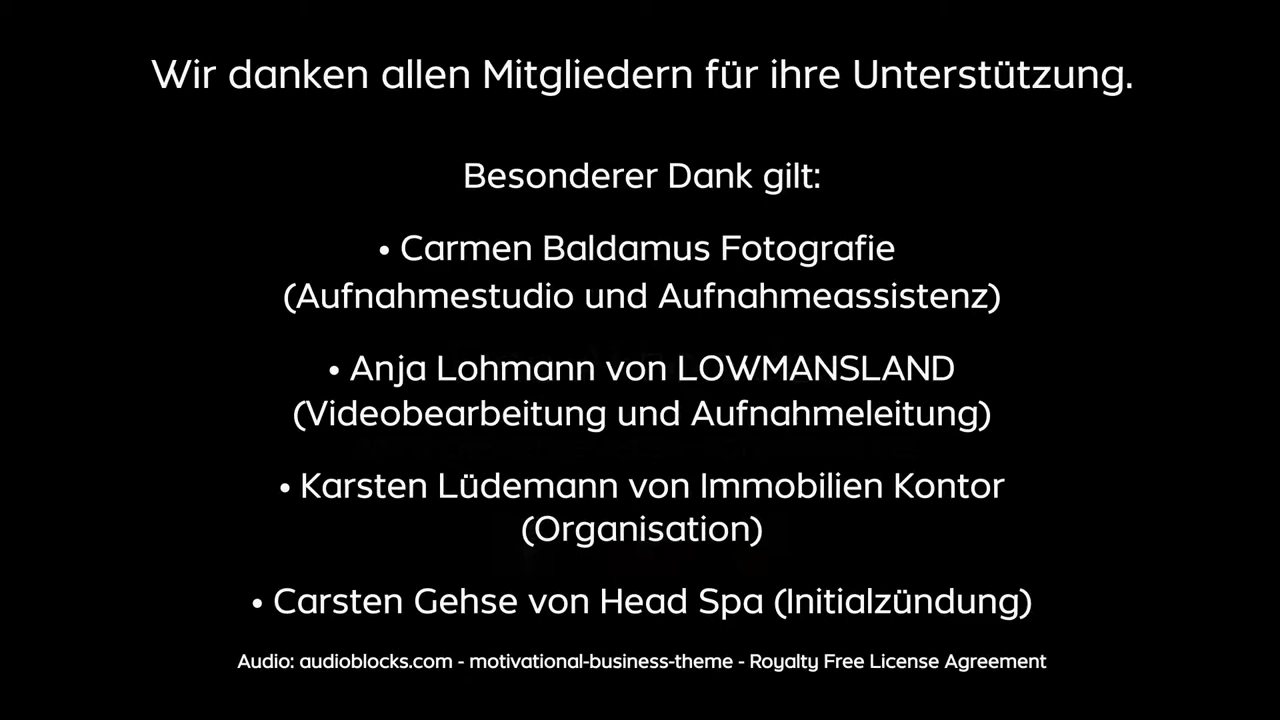 Wir danken allen Mitgliedern für ihre Unterstützung.
Besonderer Dank gilt:
• Carmen Baldamus Fotografie
(Aufnahmestudio und Aufnahmeassistenz)
• Anja Lohmann von LOWMANSLAND
(Videobearbeitung und Aufnahmeleitung)
• Karsten Lüdemann von Immobilien Kontor
(Organisation)
• Carsten Gehse von Head Spa (Initialzündung)
Audio: audioblocks.com - motivational-business-theme - Royalty Free License Agreement